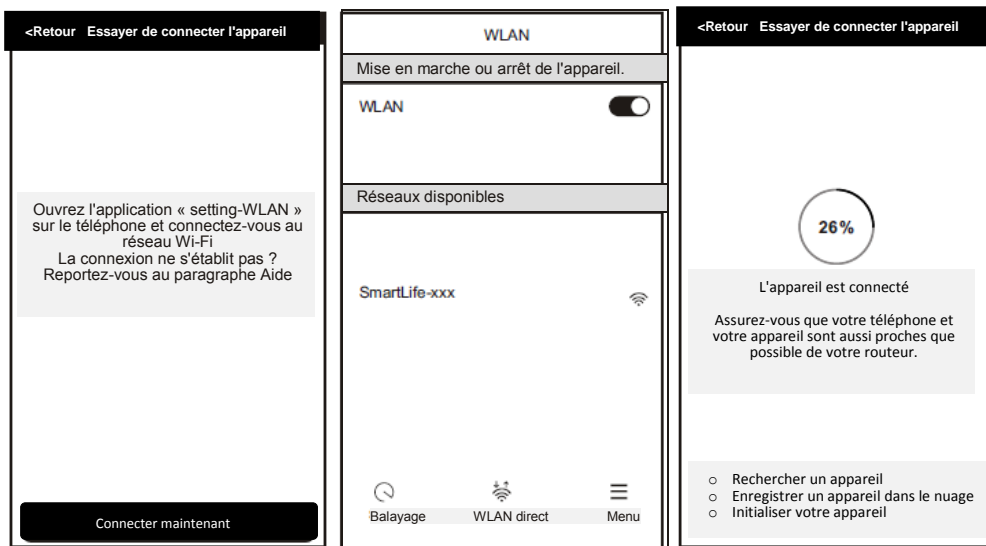 <Retour Essayer de connecter l'appareil
Ouvrez l'application « setting-WLAN »
sur le téléphone et connectez-vous au
réseau Wi-Fi
La connexion ne s'établit pas ?
Reportez-vous au paragraphe Aide
Connecter maintenant
WLAN
Mise en marche ou arrêt de l'appareil.
WLAN
Réseaux disponibles
SmartLife-xxx
Balayage WLAN direct Menu
<Retour Essayer de connecter l'appareil
26%
L'appareil est connecté
Assurez-vous que votre téléphone et
votre appareil sont aussi proches que
possible de votre routeur.
o Rechercher un appareil
o Enregistrer un appareil dans le nuage
o Initialiser votre appareil